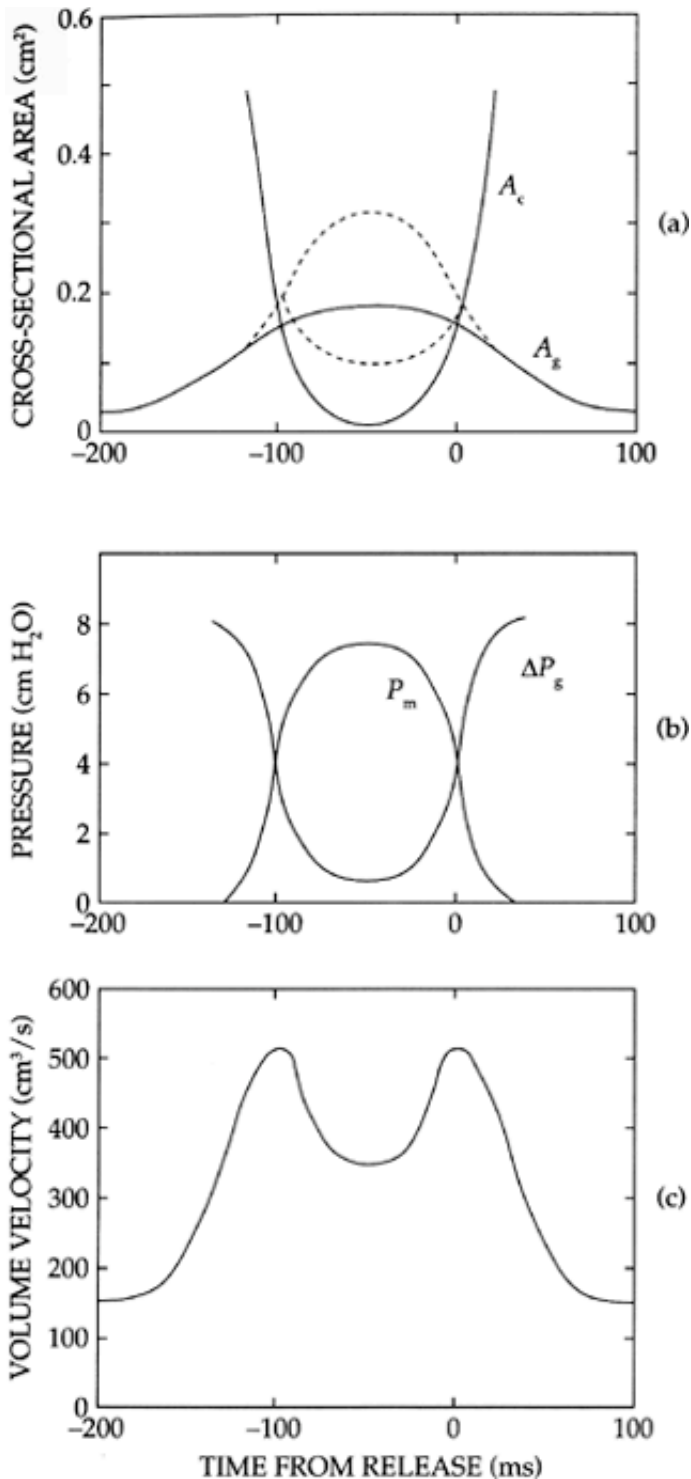 CROSS-SECTIONAL AREA (cm²)
0.6
0.4
0.2
0
A_c
A_g
−200
−100
0
100
(a)
PRESSURE (cm H₂O)
8
6
4
2
0
P_m
ΔP_g
−200
−100
0
100
(b)
VOLUME VELOCITY (cm³/s)
600
500
400
300
200
100
0
−200
−100
0
100
(c)
TIME FROM RELEASE (ms)